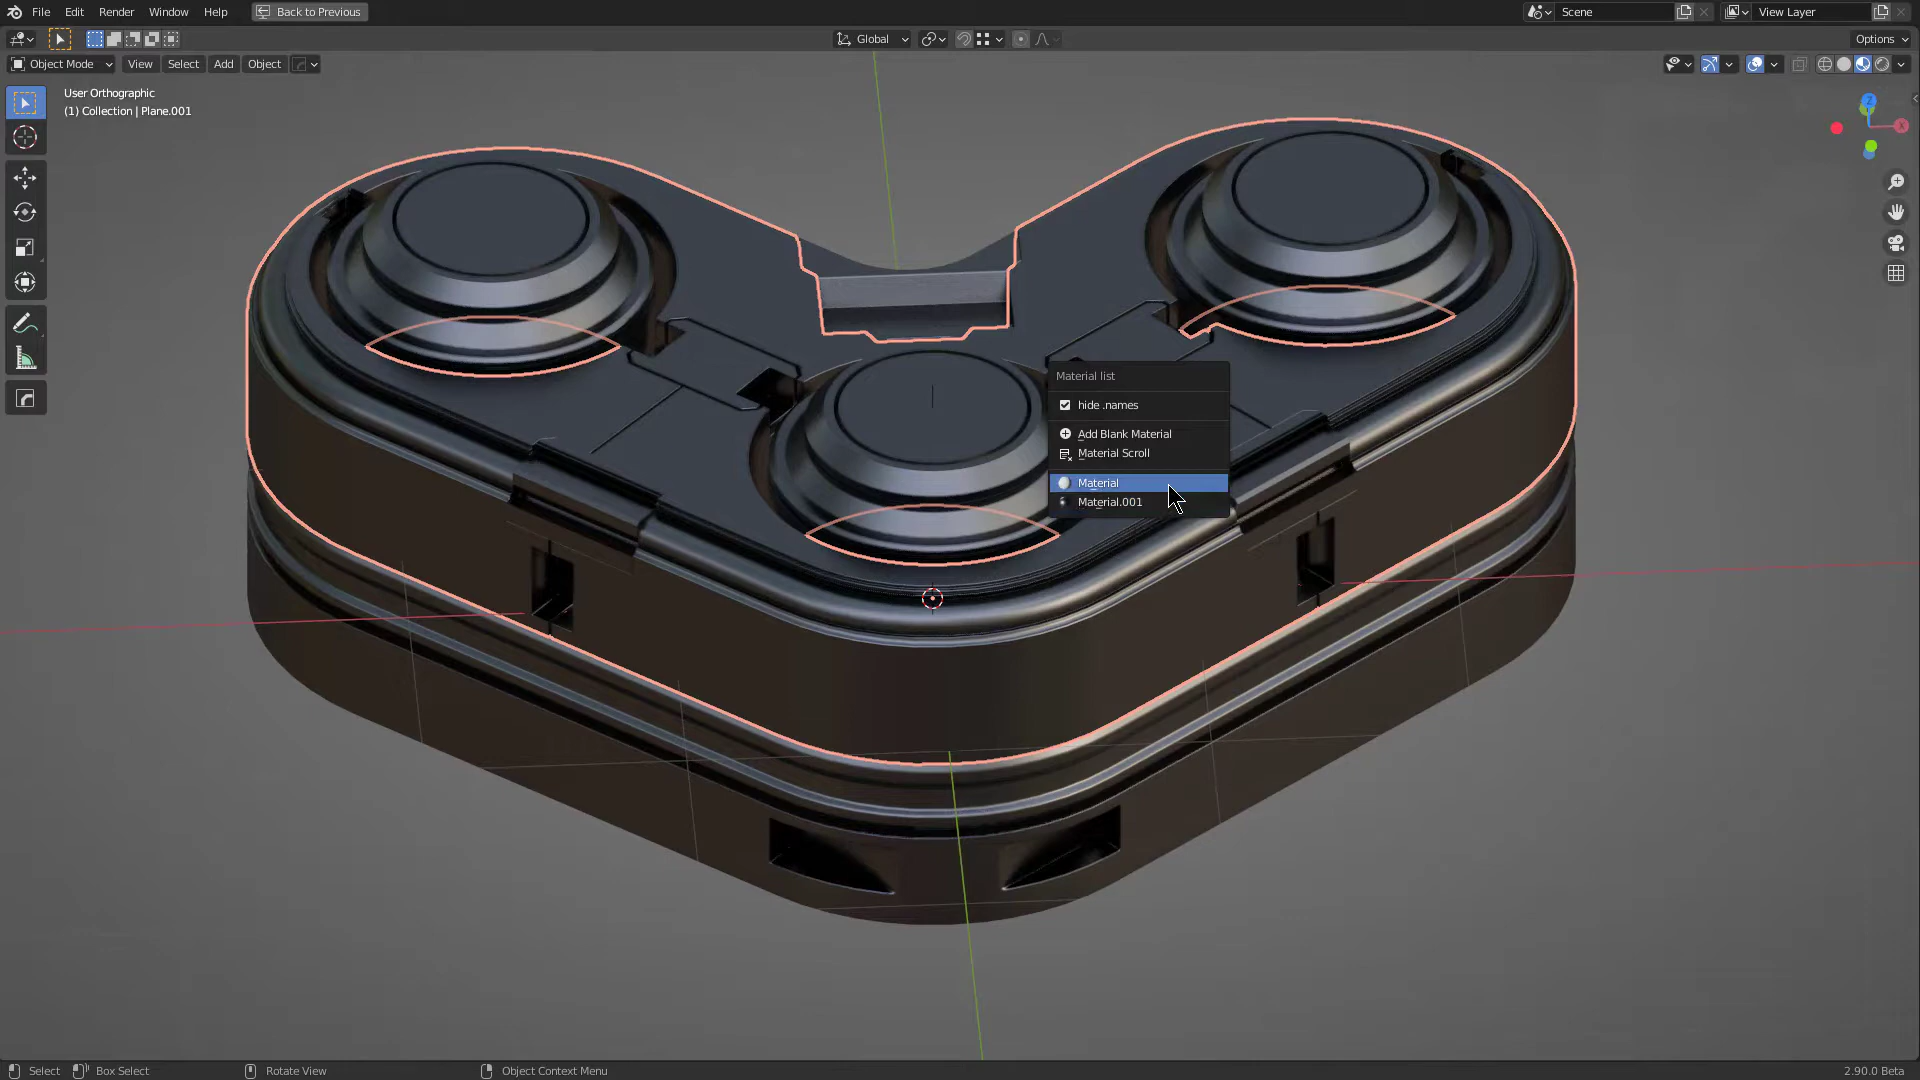 File Edit Render Window Help Back to Previous Scene View Layer
Global Options
Object Mode View Select Add Object
User Orthographic
(1) Collection | Plane.001
Z
X
Material list
hide .names
Add Blank Material
Material Scroll
Material
Material.001
Select Box Select Rotate View Object Context Menu 2.90.0 Beta